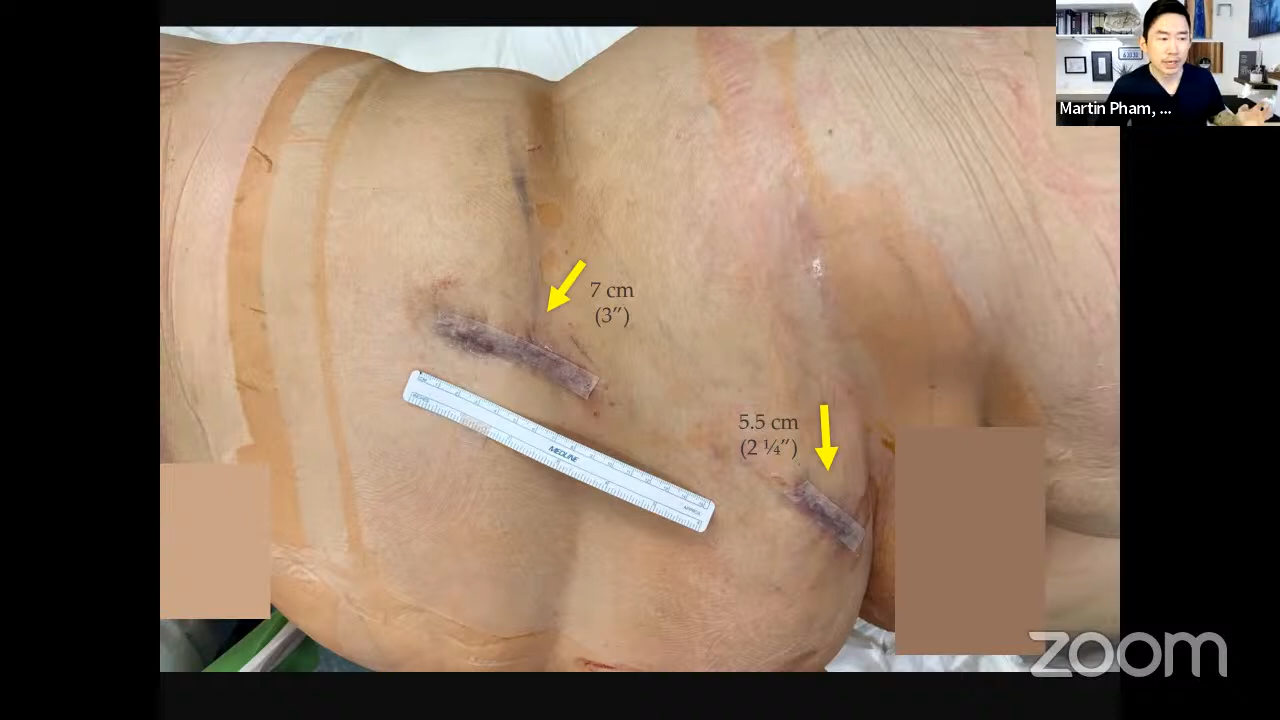 Martin Pham, ...
7 cm
(3”)
5.5 cm
(2 ¼”)
MEDLINE
zoom